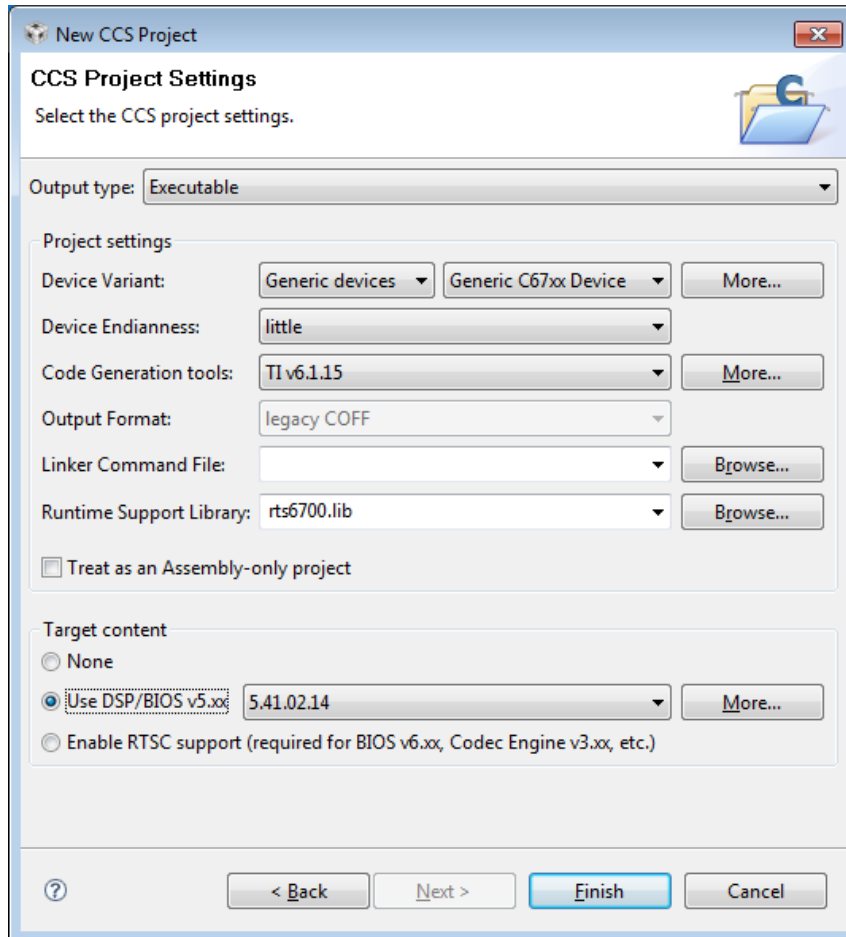 New CCS Project
CCS Project Settings
Select the CCS project settings.
Output type: Executable
Project settings
Device Variant: Generic devices Generic C67xx Device More...
Device Endianness: little
Code Generation tools: TI v6.1.15 More...
Output Format: legacy COFF
Linker Command File: Browse...
Runtime Support Library: rts6700.lib Browse...
Treat as an Assembly-only project
Target content
None
Use DSP/BIOS v5.xx 5.41.02.14 More...
Enable RTSC support (required for BIOS v6.xx, Codec Engine v3.xx, etc.)
? < Back Next > Finish Cancel